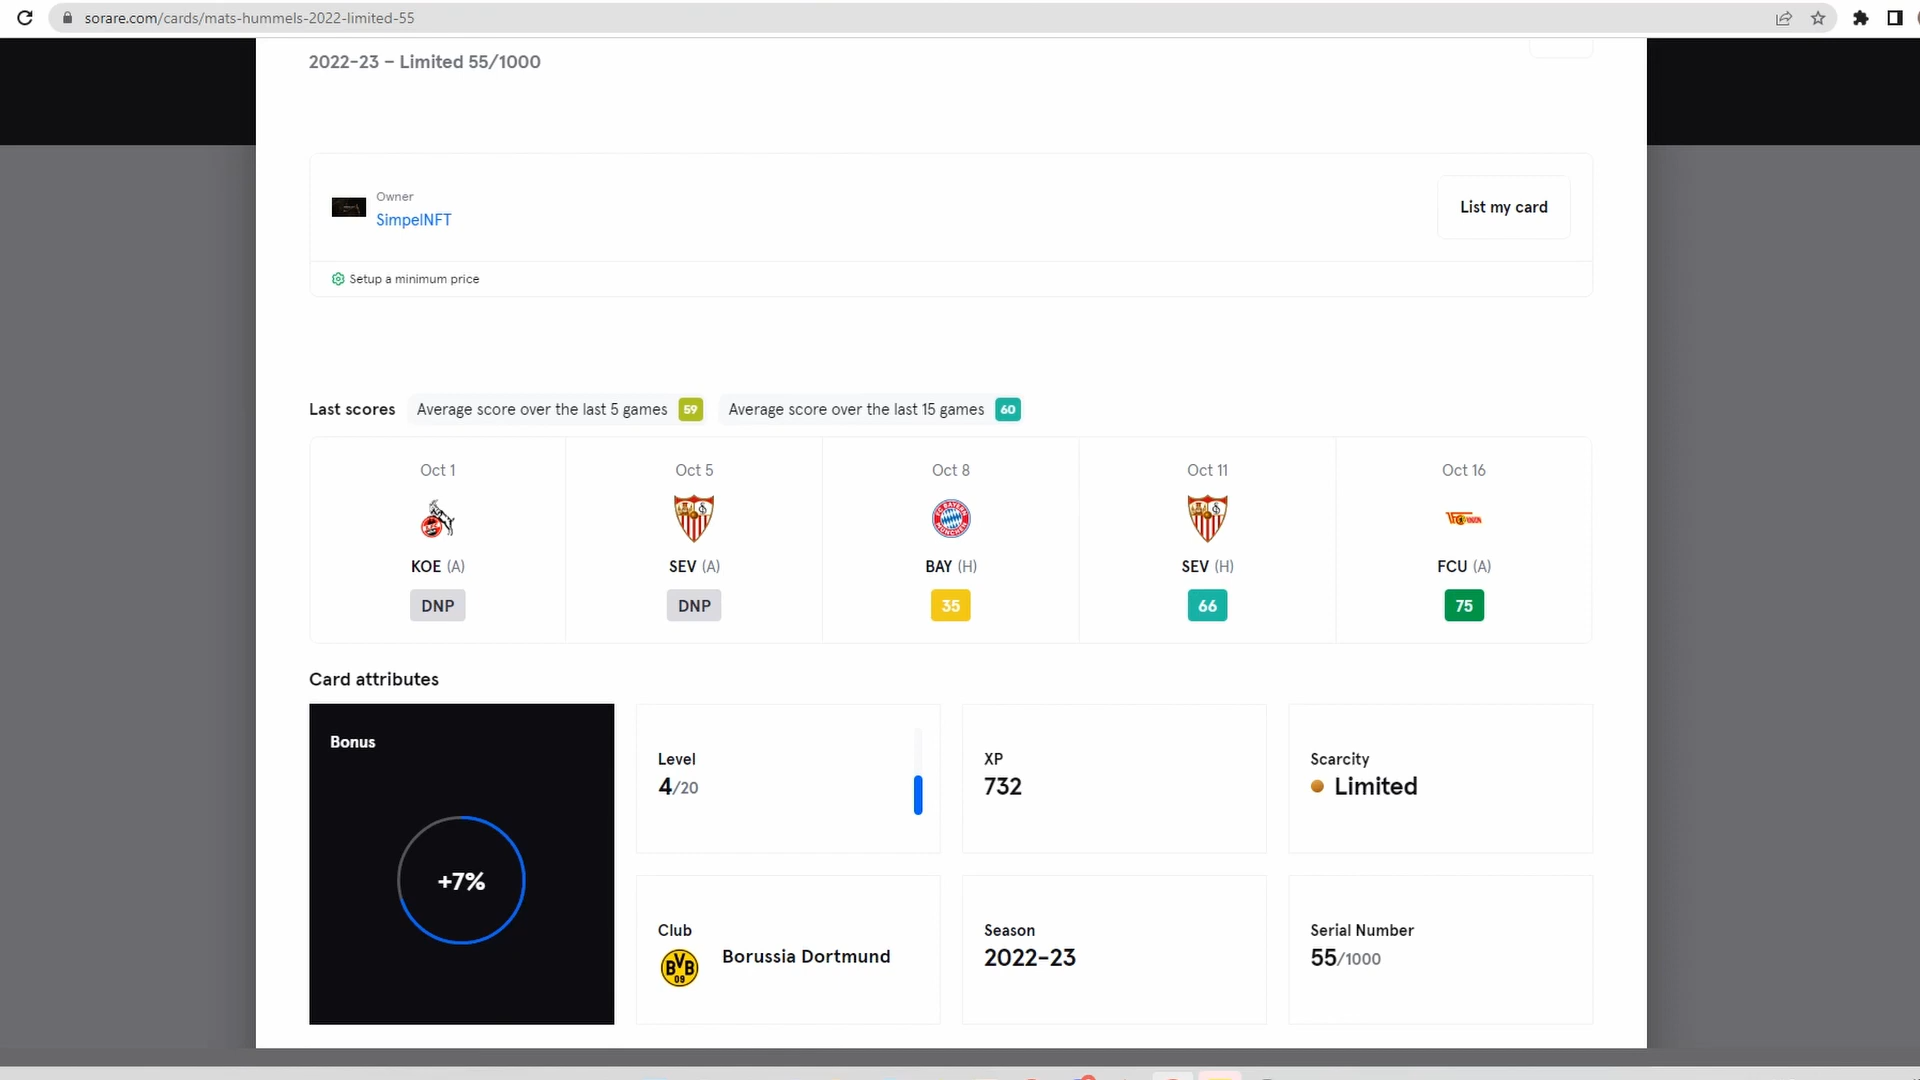 sorare.com/cards/mats-hummels-2022-limited-55
2022-23 – Limited 55/1000
Owner
SimpelNFT
List my card
Setup a minimum price
Last scores
Average score over the last 5 games 59
Average score over the last 15 games 60
Oct 1
Oct 5
Oct 8
Oct 11
Oct 16
KOE (A)
SEV (A)
BAY (H)
SEV (H)
FCU (A)
DNP
DNP
35
66
75
Card attributes
Bonus
+7%
Level
4/20
XP
732
Scarcity
Limited
Club
BVB
09
Borussia Dortmund
Season
2022-23
Serial Number
55/1000